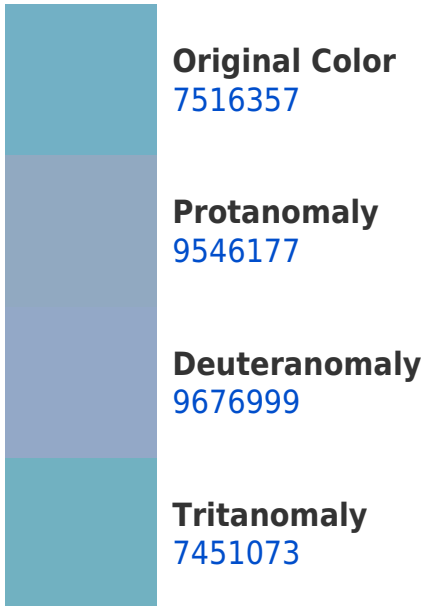 Original Color
7516357
Protanomaly
9546177
Deuteranomaly
9676999
Tritanomaly
7451073